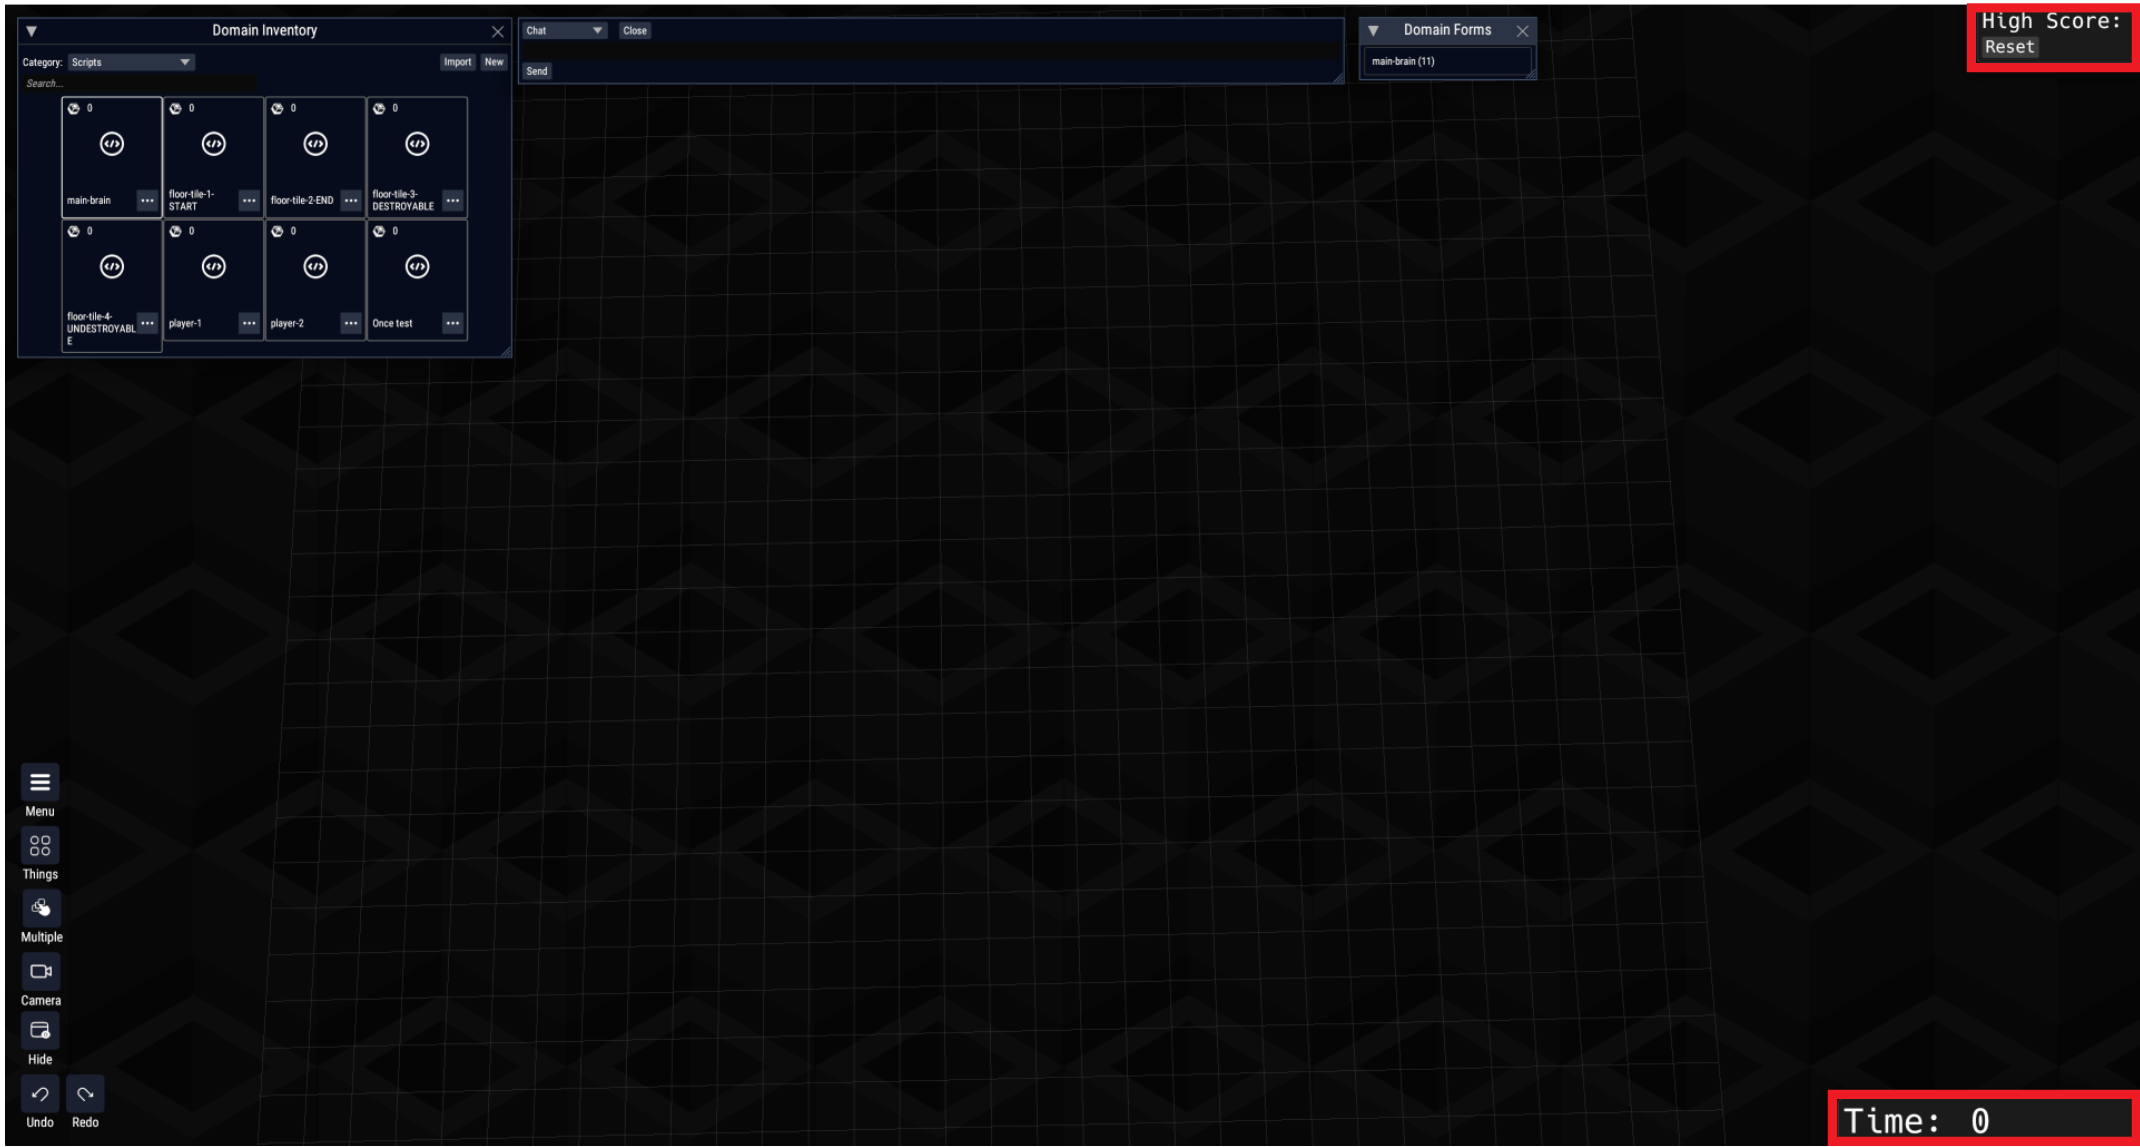 Domain Inventory
Category: Scripts
Import New
Search...
0
main-brain
0
floor-tile-1-
START
0
floor-tile-2-END
0
floor-tile-3-
DESTROYABLE
0
floor-tile-4-
UNDESTROYABL
E
0
player-1
0
player-2
0
Once test
Chat Close
Send
Domain Forms
main-brain (11)
High Score:
Reset
Menu
Things
Multiple
Camera
Hide
Undo Redo
Time: 0